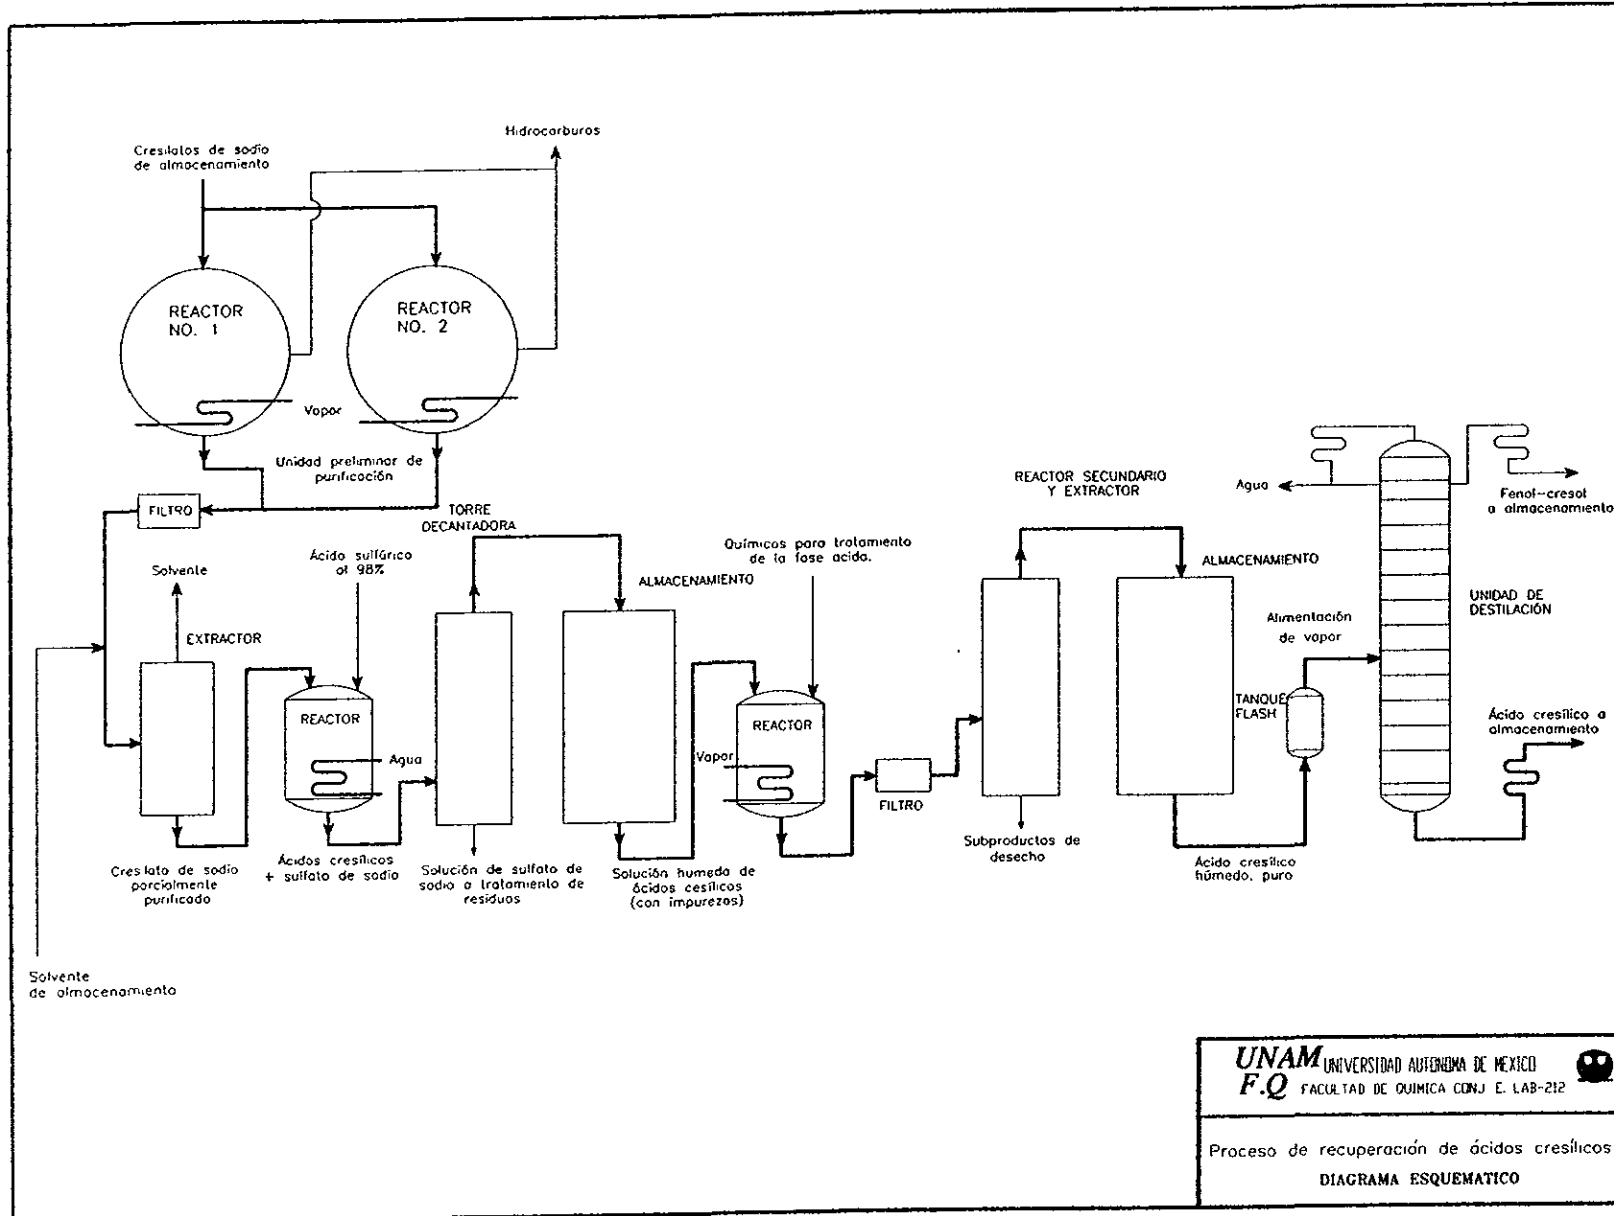 Hidrocarburos
Cresilatos de sodio
de almacenamiento
REACTOR
NO. 1
REACTOR
NO. 2
Vapor
Unidad preliminar de
purificación
FILTRO
TORRE
DECANTADORA
Solvente
Ácido sulfúrico
al 98%
EXTRACTOR
REACTOR
Agua
ALMACENAMIENTO
Químicos para tratamiento
de la fase acida.
REACTOR
Vapor
FILTRO
REACTOR SECUNDARIO
Y EXTRACTOR
ALMACENAMIENTO
Agua
Fenol-cresol
a almacenamiento
UNIDAD DE
DESTILACIÓN
Alimentación
de vapor
TANQUE
FLASH
Ácido cresílico a
almacenamiento
Creslato de sodio
parcialmente
purificado
Ácidos cresílicos
+ sulfato de sodio
Solución de sulfato de
sodio a tratamiento de
residuos
Solución humeda de
ácidos cesílicos
(con impurezas)
Subproductos de
desecho
Ácido cresílico
húmedo, puro
Solvente
de almacenamiento
UNAM UNIVERSIDAD AUTONOMA DE MEXICO
F.Q FACULTAD DE QUIMICA CONJ E. LAB-212
Proceso de recuperación de ácidos cresílicos
DIAGRAMA ESQUEMATICO